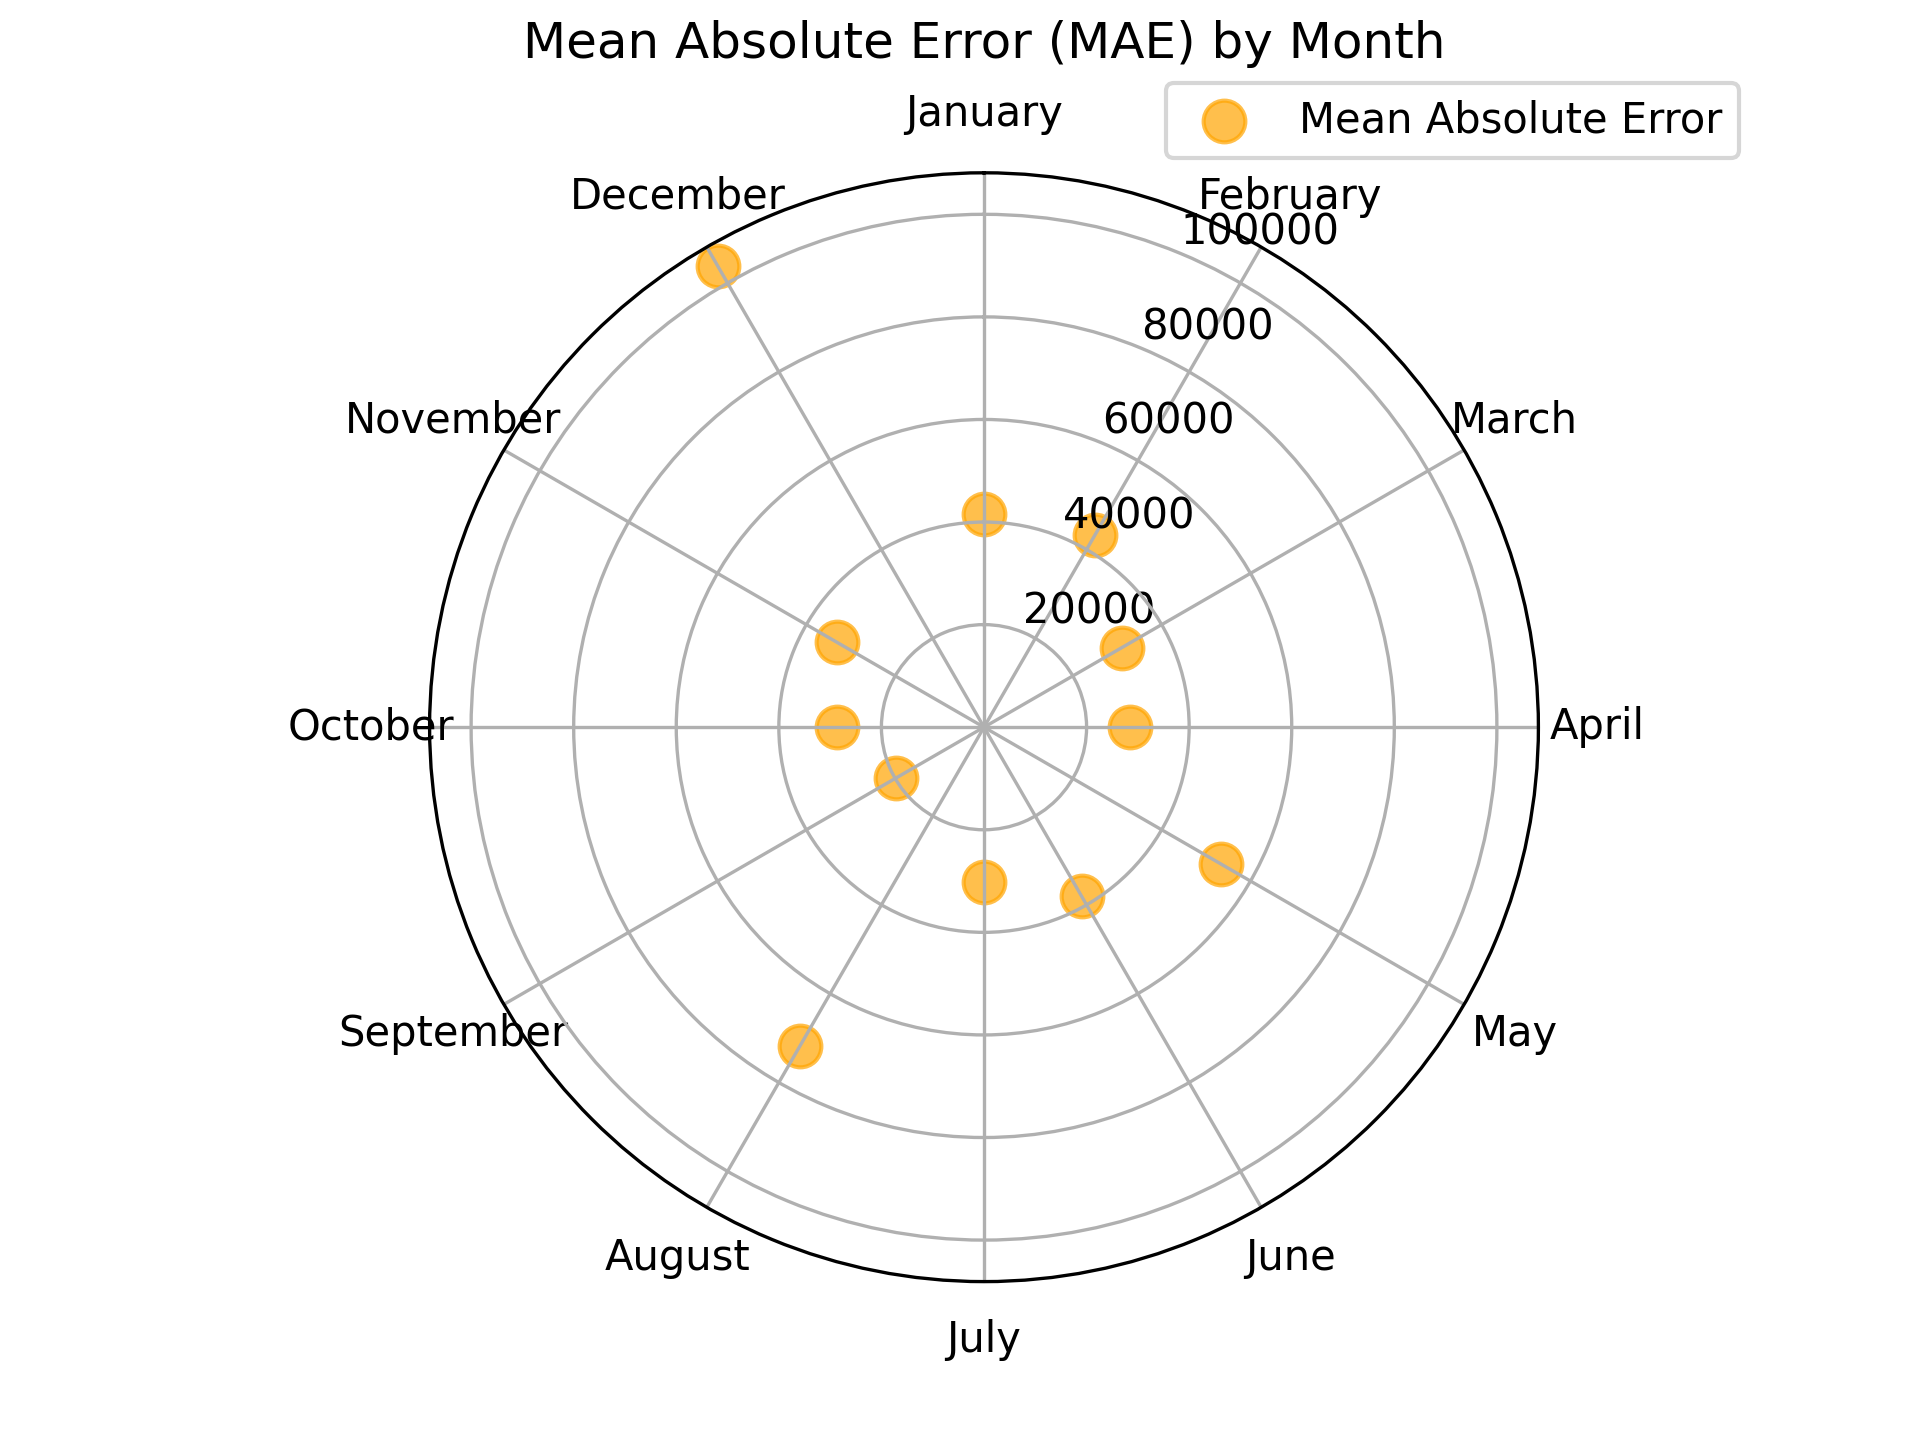 Mean Absolute Error (MAE) by Month
Mean Absolute Error
January
December
February
100000
80000
November
60000
March
40000
20000
October
April
September
May
August
June
July